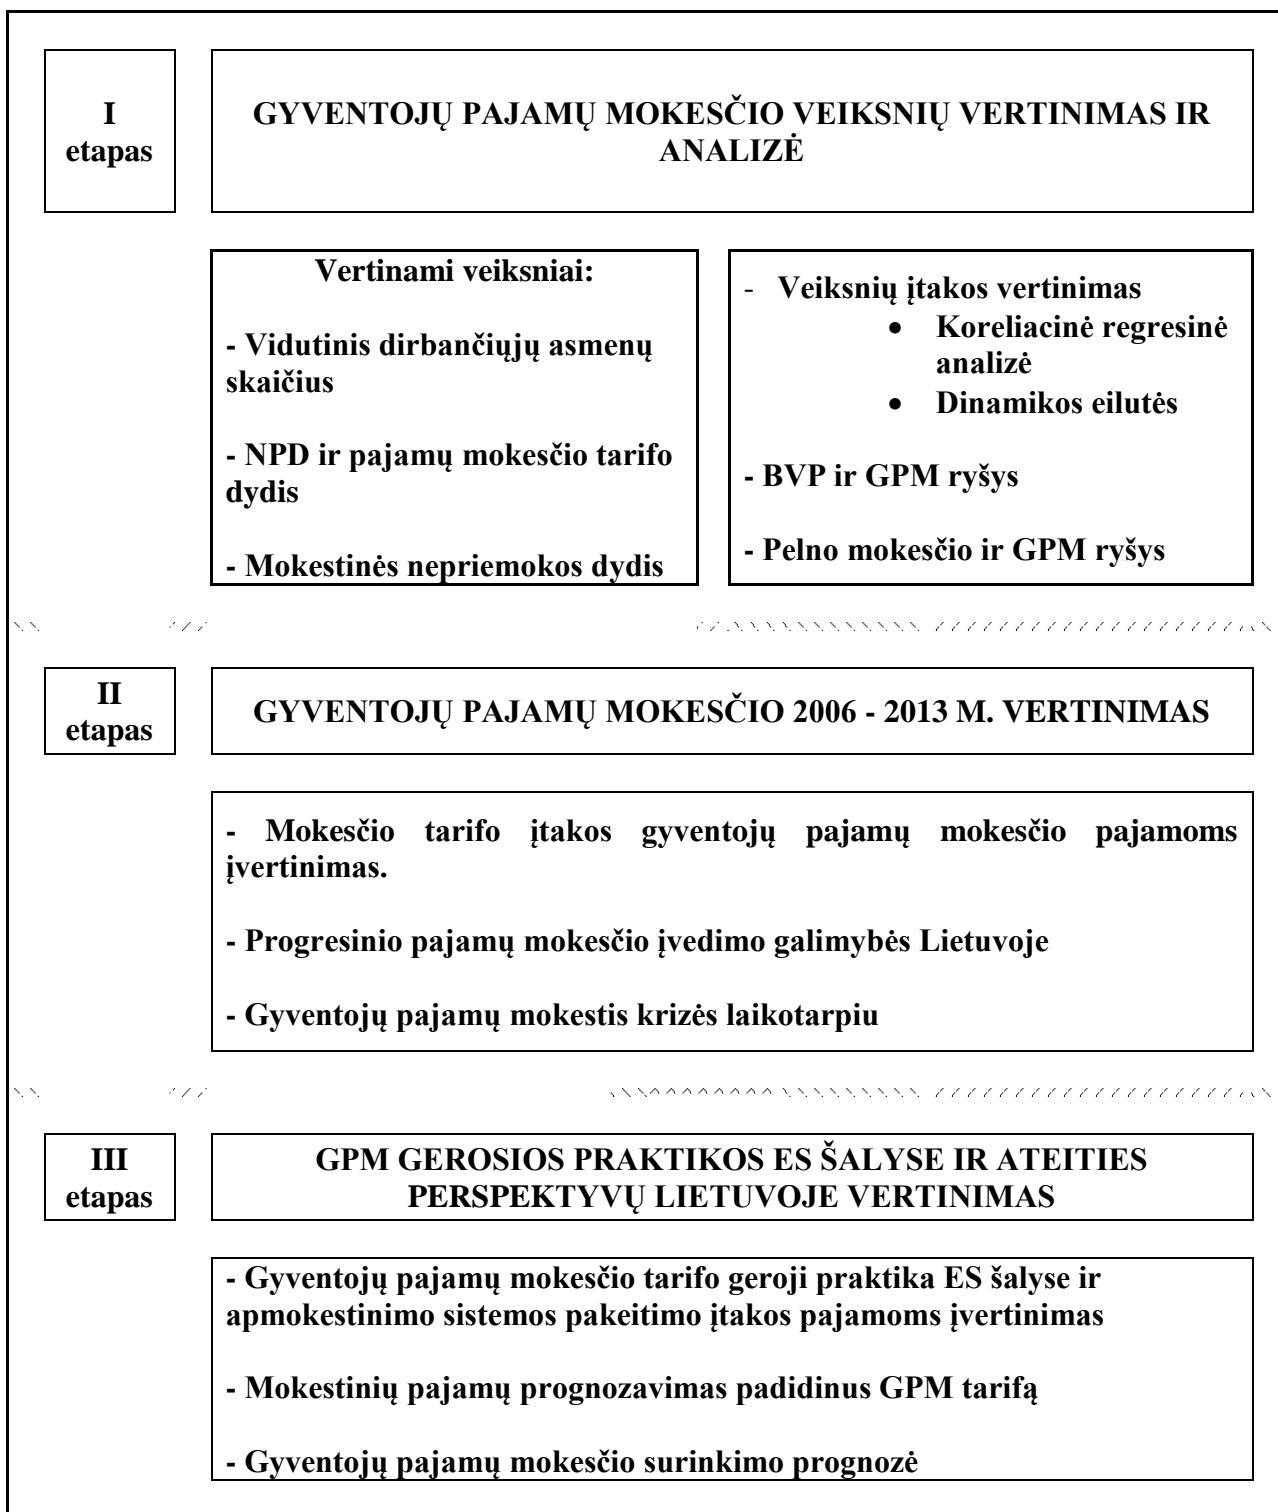 I
etapas
GYVENTOJŲ PAJAMŲ MOKESČIO VEIKSNIŲ VERTINIMAS IR
ANALIZĖ
Vertinami veiksniai:
- Vidutinis dirbančiųjų asmenų
skaičius
- NPD ir pajamų mokesčio tarifo
dydis
- Mokestinės nepriemokos dydis
- Veiksnių įtakos vertinimas
• Koreliacinė regresinė
analizė
• Dinamikos eilutės
- BVP ir GPM ryšys
- Pelno mokesčio ir GPM ryšys
II
etapas
GYVENTOJŲ PAJAMŲ MOKESČIO 2006 - 2013 M. VERTINIMAS
- Mokesčio tarifo įtakos gyventojų pajamų mokesčio pajamoms
įvertinimas.
- Progresinio pajamų mokesčio įvedimo galimybės Lietuvoje
- Gyventojų pajamų mokestis krizės laikotarpiu
III
etapas
GPM GEROSIOS PRAKTIKOS ES ŠALYSE IR ATEITIES
PERSPEKTYVŲ LIETUVOJE VERTINIMAS
- Gyventojų pajamų mokesčio tarifo geroji praktika ES šalyse ir
apmokestinimo sistemos pakeitimo įtakos pajamoms įvertinimas
- Mokestinių pajamų prognozavimas padidinus GPM tarifą
- Gyventojų pajamų mokesčio surinkimo prognozė